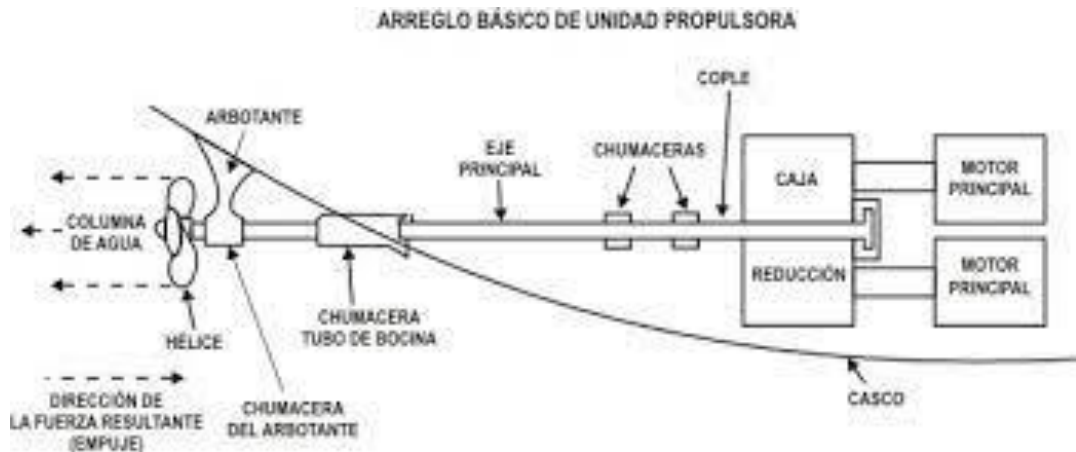 ARREGLO BÁSICO DE UNIDAD PROPULSORA
COPLE
ARBOTANTE
EJE
PRINCIPAL
CHUMACERAS
CAJA
MOTOR
PRINCIPAL
COLUMNA
DE AGUA
REDUCCIÓN
MOTOR
PRINCIPAL
HÉLICE
CHUMACERA
TUBO DE BOCINA
CASCO
DIRECCIÓN DE
LA FUERZA RESULTANTE
(EMPUJE)
CHUMACERA
DEL ARBOTANTE